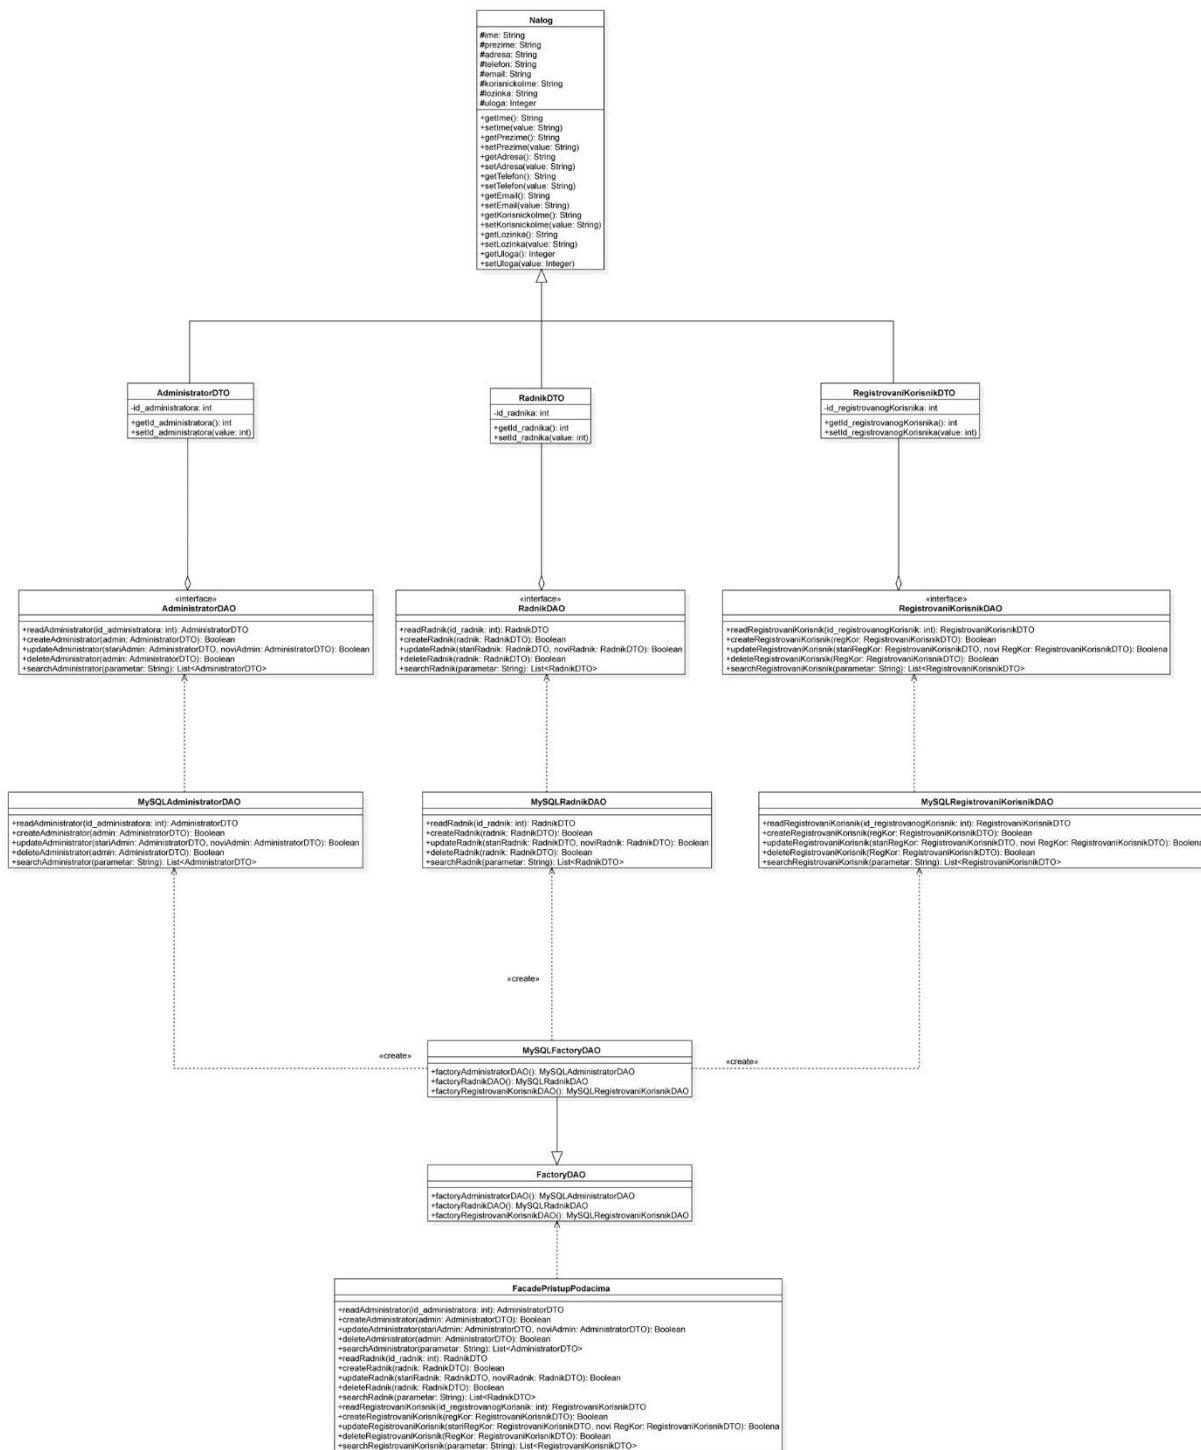 Nalog
#ime: String
#prezime: String
#adresa: String
#telefon: String
#email: String
#korisnickoIme: String
#lozinka: String
#uloga: Integer
+getIme(): String
+setIme(value: String)
+getPrezime(): String
+setPrezime(value: String)
+getAdresa(): String
+setAdresa(value: String)
+getTelefon(): String
+setTelefon(value: String)
+getEmail(): String
+setEmail(value: String)
+getKorisnickoIme(): String
+setKorisnickoIme(value: String)
+getLozinka(): String
+setLozinka(value: String)
+getUloga(): Integer
+setUloga(value: Integer)
AdministratorDTO
-id_administratora: int
+getId_administratora(): int
+setId_administratora(value: int)
RadnikDTO
-id_radnika: int
+getId_radnika(): int
+setId_radnika(value: int)
RegistrovaniKorisnikDTO
-id_registrovanogKorisnika: int
+getId_registrovanogKorisnika(): int
+setId_registrovanogKorisnika(value: int)
«interface»
AdministratorDAO
+readAdministrator(id_administratora: int): AdministratorDTO
+createAdministrator(admin: AdministratorDTO): Boolean
+updateAdministrator(stariAdmin: AdministratorDTO, noviAdmin: AdministratorDTO): Boolean
+deleteAdministrator(admin: AdministratorDTO): Boolean
+searchAdministrator(parametar: String): List<AdministratorDTO>
«interface»
RadnikDAO
+readRadnik(id_radnik: int): RadnikDTO
+createRadnik(radnik: RadnikDTO): Boolean
+updateRadnik(stariRadnik: RadnikDTO, noviRadnik: RadnikDTO): Boolean
+deleteRadnik(radnik: RadnikDTO): Boolean
+searchRadnik(parametar: String): List<RadnikDTO>
«interface»
RegistrovaniKorisnikDAO
+readRegistrovaniKorisnik(id_registrovanogKorisnik: int): RegistrovaniKorisnikDTO
+createRegistrovaniKorisnik(regKor: RegistrovaniKorisnikDTO): Boolean
+updateRegistrovaniKorisnik(stariRegKor: RegistrovaniKorisnikDTO, novi RegKor: RegistrovaniKorisnikDTO): Boolena
+deleteRegistrovaniKorisnik(RegKor: RegistrovaniKorisnikDTO): Boolean
+searchRegistrovaniKorisnik(parametar: String): List<RegistrovaniKorisnikDTO>
MySQLAdministratorDAO
+readAdministrator(id_administratora: int): AdministratorDTO
+createAdministrator(admin: AdministratorDTO): Boolean
+updateAdministrator(stariAdmin: AdministratorDTO, noviAdmin: AdministratorDTO): Boolean
+deleteAdministrator(admin: AdministratorDTO): Boolean
+searchAdministrator(parametar: String): List<AdministratorDTO>
MySQLRadnikDAO
+readRadnik(id_radnik: int): RadnikDTO
+createRadnik(radnik: RadnikDTO): Boolean
+updateRadnik(stariRadnik: RadnikDTO, noviRadnik: RadnikDTO): Boolean
+deleteRadnik(radnik: RadnikDTO): Boolean
+searchRadnik(parametar: String): List<RadnikDTO>
MySQLRegistrovaniKorisnikDAO
+readRegistrovaniKorisnik(id_registrovanogKorisnik: int): RegistrovaniKorisnikDTO
+createRegistrovaniKorisnik(regKor: RegistrovaniKorisnikDTO): Boolean
+updateRegistrovaniKorisnik(stariRegKor: RegistrovaniKorisnikDTO, novi RegKor: RegistrovaniKorisnikDTO): Boolena
+deleteRegistrovaniKorisnik(RegKor: RegistrovaniKorisnikDTO): Boolean
+searchRegistrovaniKorisnik(parametar: String): List<RegistrovaniKorisnikDTO>
«create»
«create»
«create»
MySQLFactoryDAO
+factoryAdministratorDAO(): MySQLAdministratorDAO
+factoryRadnikDAO(): MySQLRadnikDAO
+factoryRegistrovaniKorisnikDAO(): MySQLRegistrovaniKorisnikDAO
FactoryDAO
+factoryAdministratorDAO(): MySQLAdministratorDAO
+factoryRadnikDAO(): MySQLRadnikDAO
+factoryRegistrovaniKorisnikDAO(): MySQLRegistrovaniKorisnikDAO
FacadePristupPodacima
+readAdministrator(id_administratora: int): AdministratorDTO
+createAdministrator(admin: AdministratorDTO): Boolean
+updateAdministrator(stariAdmin: AdministratorDTO, noviAdmin: AdministratorDTO): Boolean
+deleteAdministrator(admin: AdministratorDTO): Boolean
+searchAdministrator(parametar: String): List<AdministratorDTO>
+readRadnik(id_radnik: int): RadnikDTO
+createRadnik(radnik: RadnikDTO): Boolean
+updateRadnik(stariRadnik: RadnikDTO, noviRadnik: RadnikDTO): Boolean
+deleteRadnik(radnik: RadnikDTO): Boolean
+searchRadnik(parametar: String): List<RadnikDTO>
+readRegistrovaniKorisnik(id_registrovanogKorisnik: int): RegistrovaniKorisnikDTO
+createRegistrovaniKorisnik(regKor: RegistrovaniKorisnikDTO): Boolean
+updateRegistrovaniKorisnik(stariRegKor: RegistrovaniKorisnikDTO, novi RegKor: RegistrovaniKorisnikDTO): Boolena
+deleteRegistrovaniKorisnik(RegKor: RegistrovaniKorisnikDTO): Boolean
+searchRegistrovaniKorisnik(parametar: String): List<RegistrovaniKorisnikDTO>